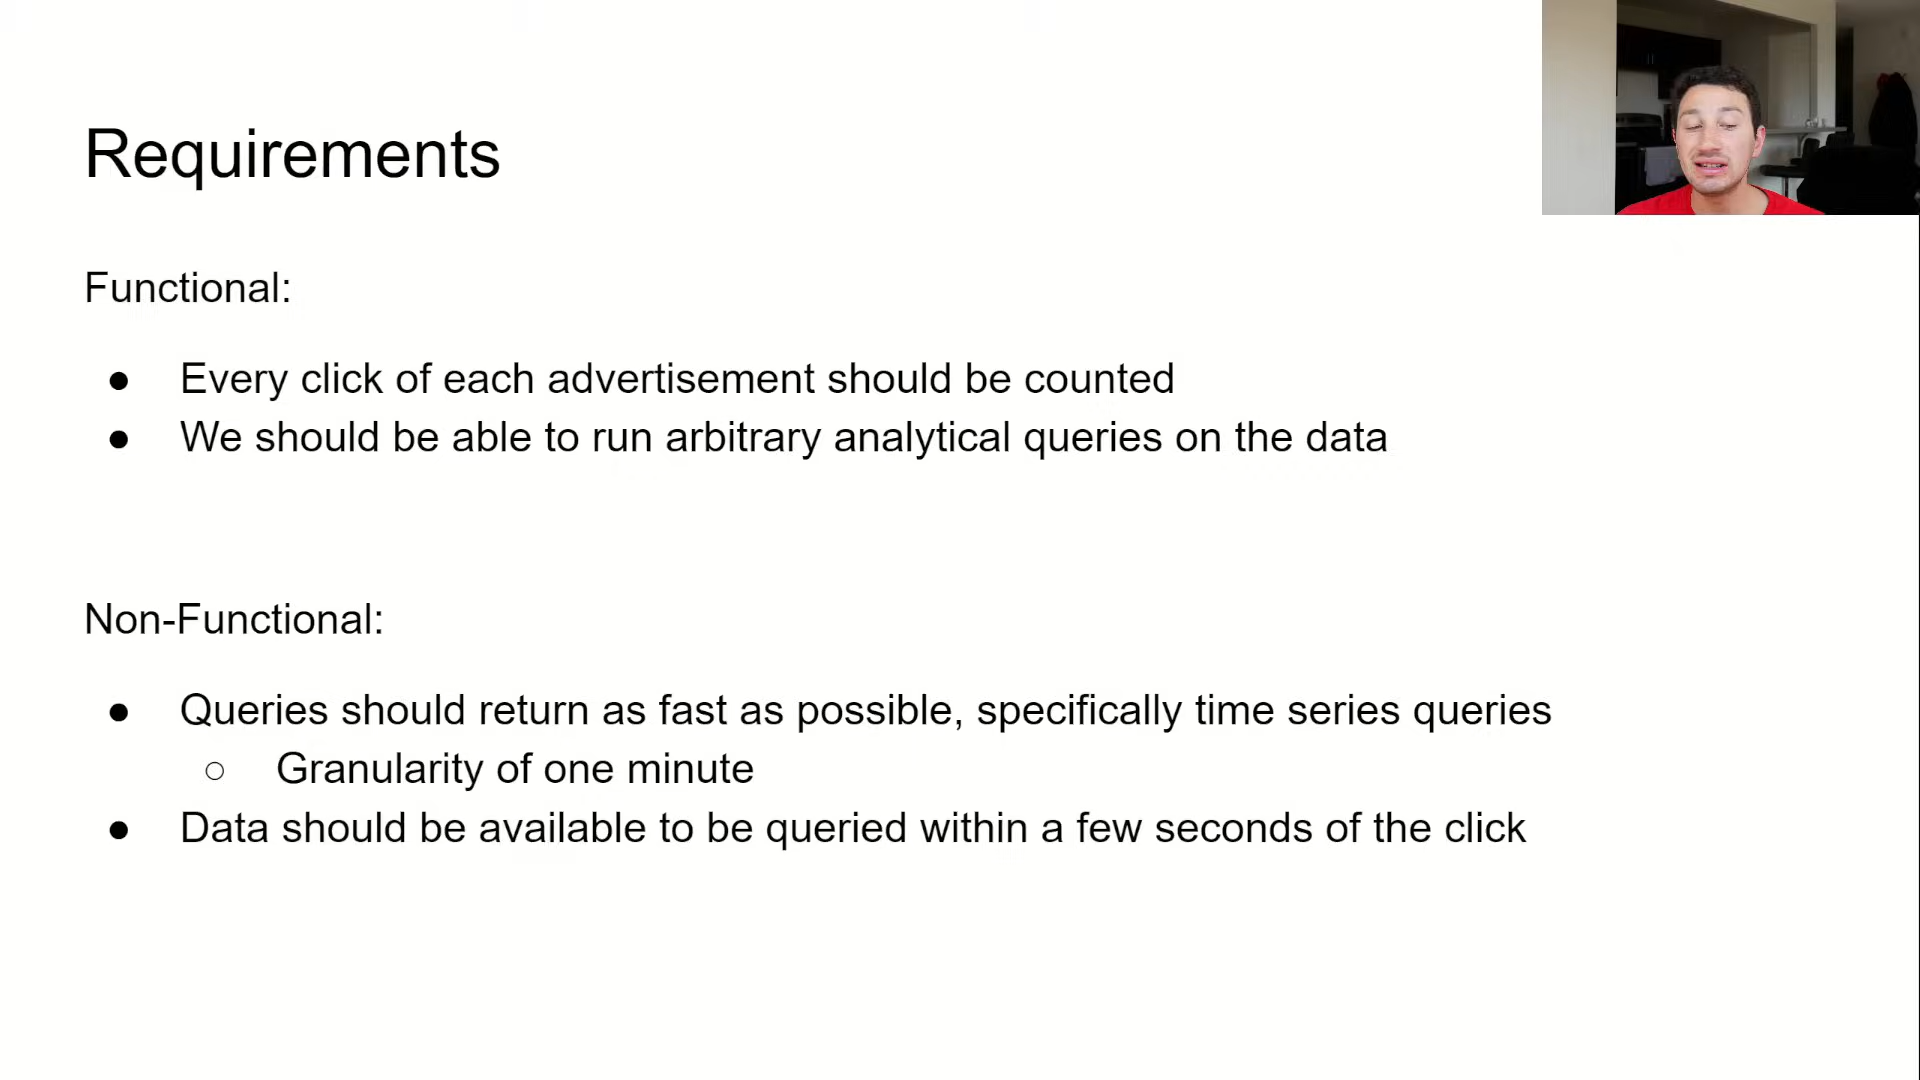 Requirements
Functional:
● Every click of each advertisement should be counted
● We should be able to run arbitrary analytical queries on the data
Non-Functional:
● Queries should return as fast as possible, specifically time series queries
○ Granularity of one minute
● Data should be available to be queried within a few seconds of the click